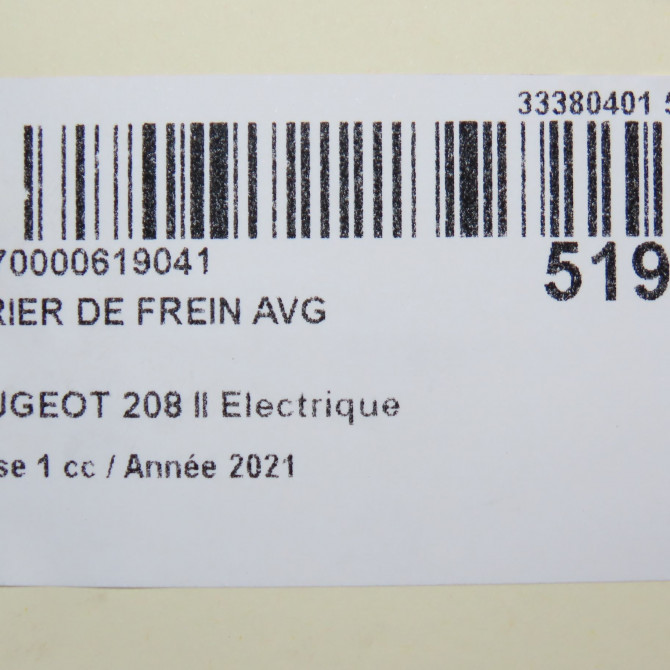 33380401 5
70000619041
519
RIER DE FREIN AVG
UGEOT 208 II Electrique
se 1 cc / Année 2021